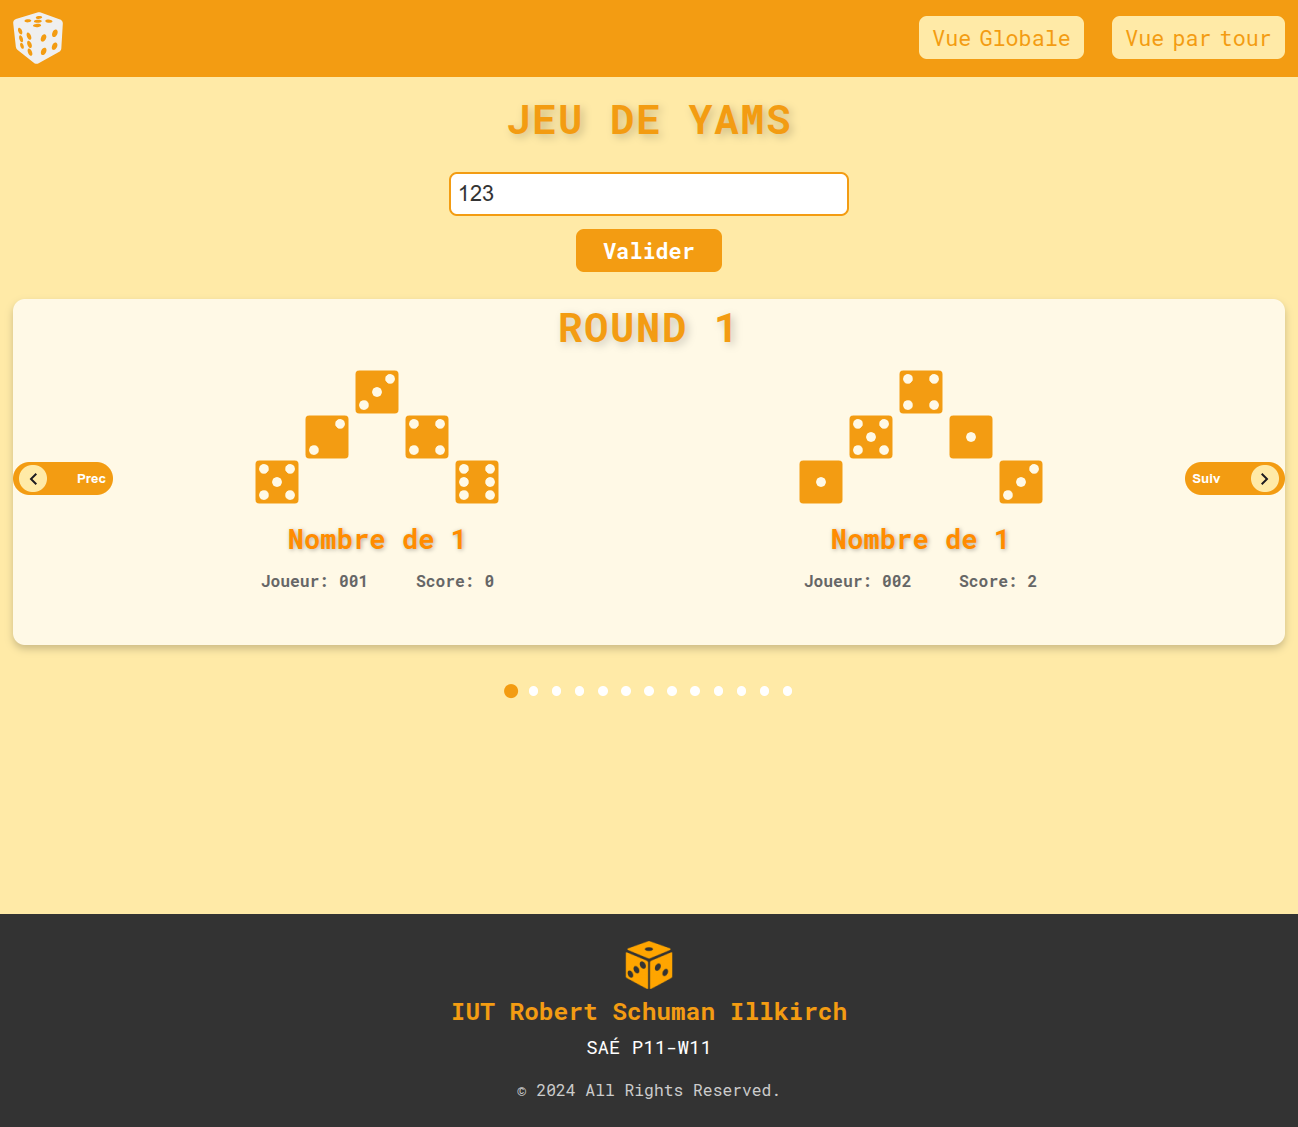 Vue Globale
Vue par tour
JEU DE YAMS
123
Valider
ROUND 1
Prec
Suiv
Nombre de 1
Joueur: 001 Score: 0
Nombre de 1
Joueur: 002 Score: 2
IUT Robert Schuman Illkirch
SAÉ P11-W11
© 2024 All Rights Reserved.